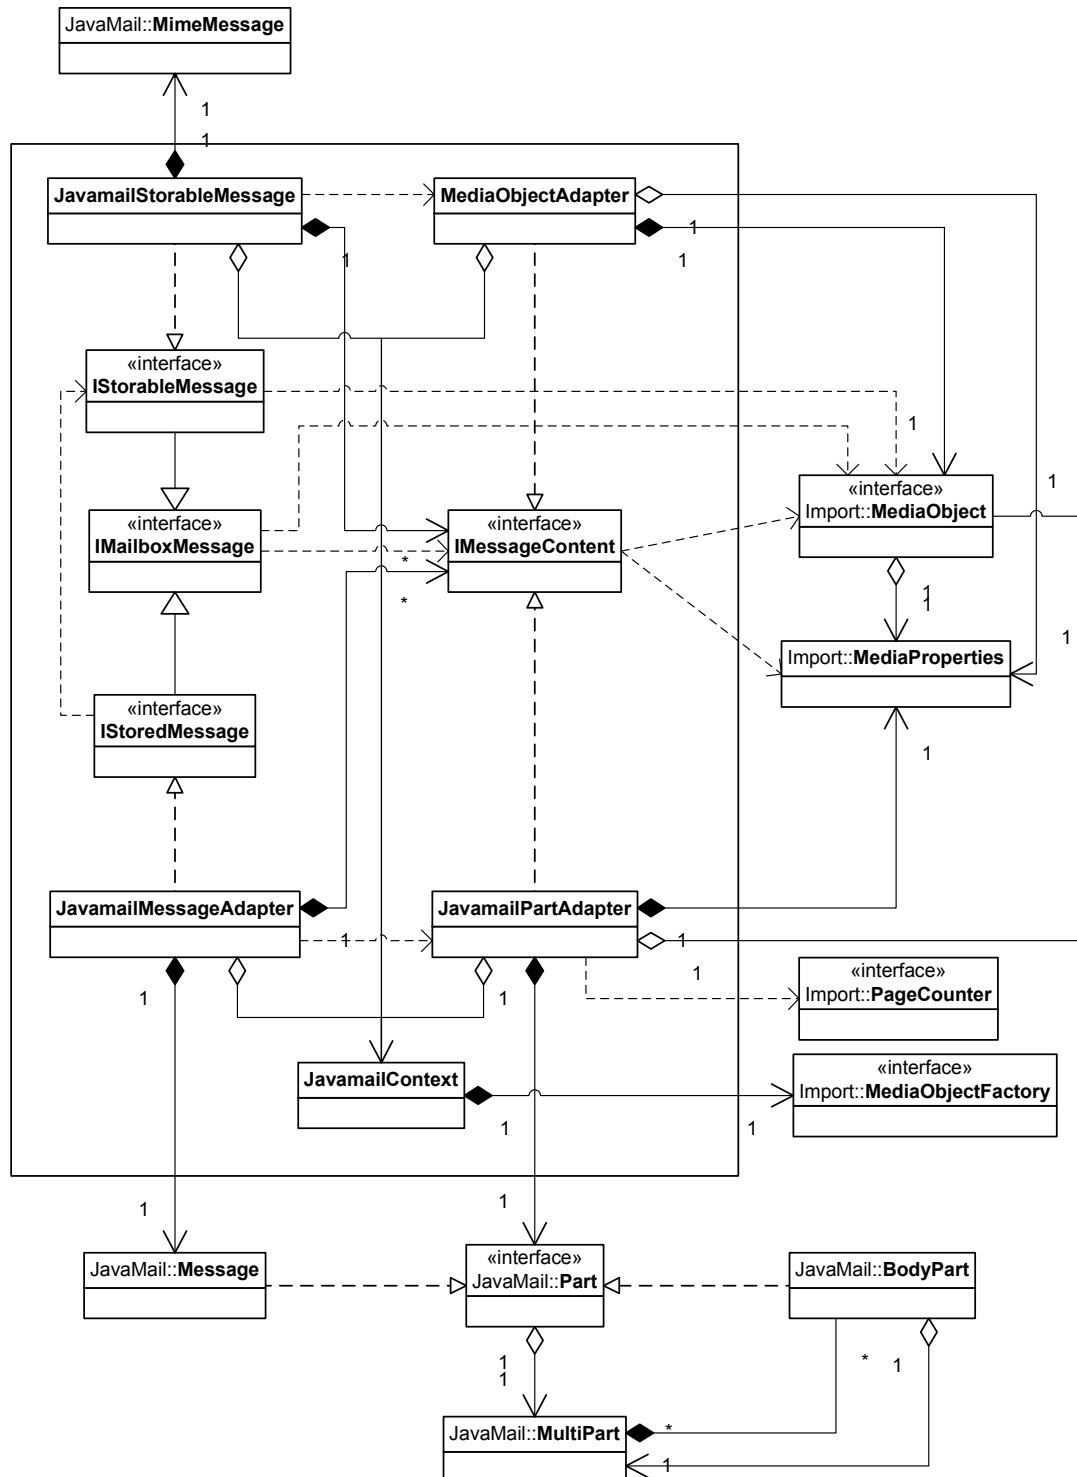 JavaMail::MimeMessage
1
1
JavamailStorableMessage
MediaObjectAdapter
1
1
1
1
«interface»
IStorableMessage
1
«interface»
Import::MediaObject
1
«interface»
IMailboxMessage
«interface»
IMessageContent
*
*
1
1
1
Import::MediaProperties
«interface»
IStoredMessage
1
JavamailMessageAdapter
JavamailPartAdapter
1
1
1
«interface»
Import::PageCounter
1
1
1
JavamailContext
«interface»
Import::MediaObjectFactory
1
1
1
1
JavaMail::Message
«interface»
JavaMail::Part
JavaMail::BodyPart
1
1
*
1
JavaMail::MultiPart
*
1